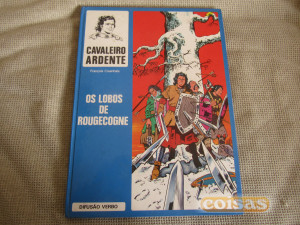 CAVALEIRO
ARDENTE
OS LOBOS
DE
ROUGECOGNE
DIFUSÃO VERBO
coisas